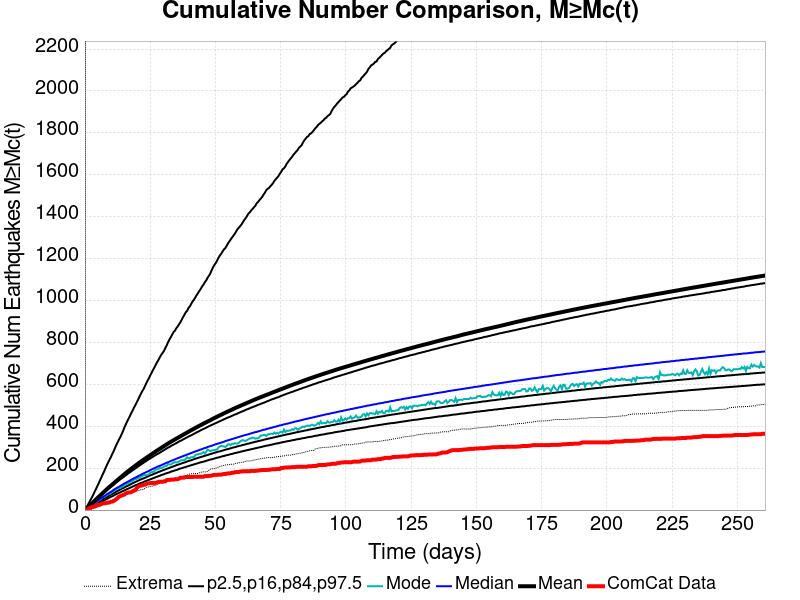 Cumulative Number Comparison, M≥Mc(t)
Cumulative Num Earthquakes M≥Mc(t)
2200
2000
1800
1600
1400
1200
1000
800
600
400
200
0
0 25 50 75 100 125 150 175 200 225 250
Time (days)
Extrema p2.5,p16,p84,p97.5 Mode Median Mean ComCat Data